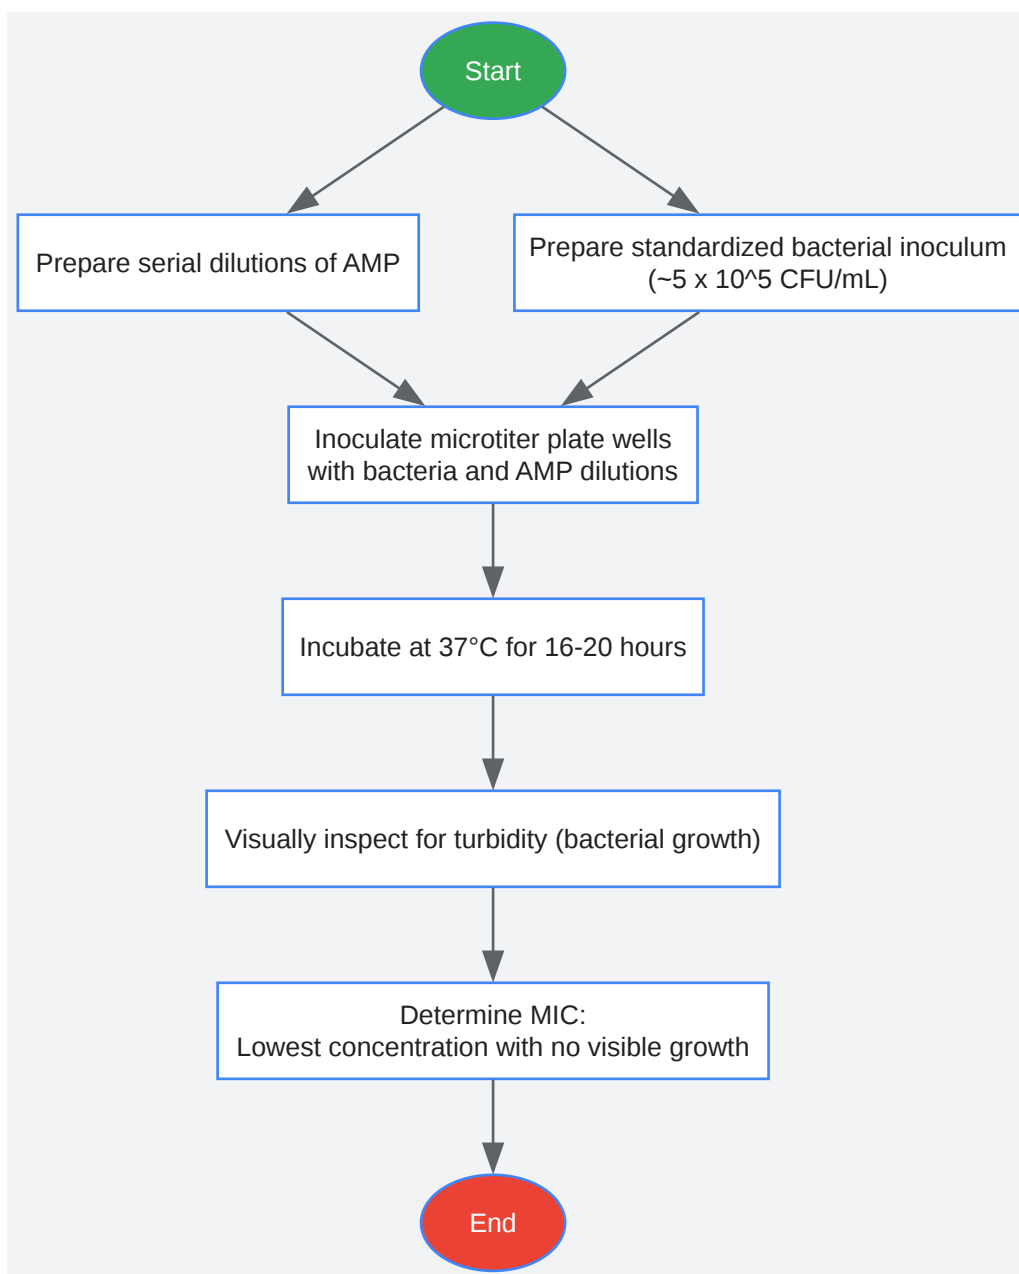 Start
Prepare serial dilutions of AMP
Prepare standardized bacterial inoculum
(~5 x 10^5 CFU/mL)
Inoculate microtiter plate wells
with bacteria and AMP dilutions
Incubate at 37°C for 16-20 hours
Visually inspect for turbidity (bacterial growth)
Determine MIC:
Lowest concentration with no visible growth
End